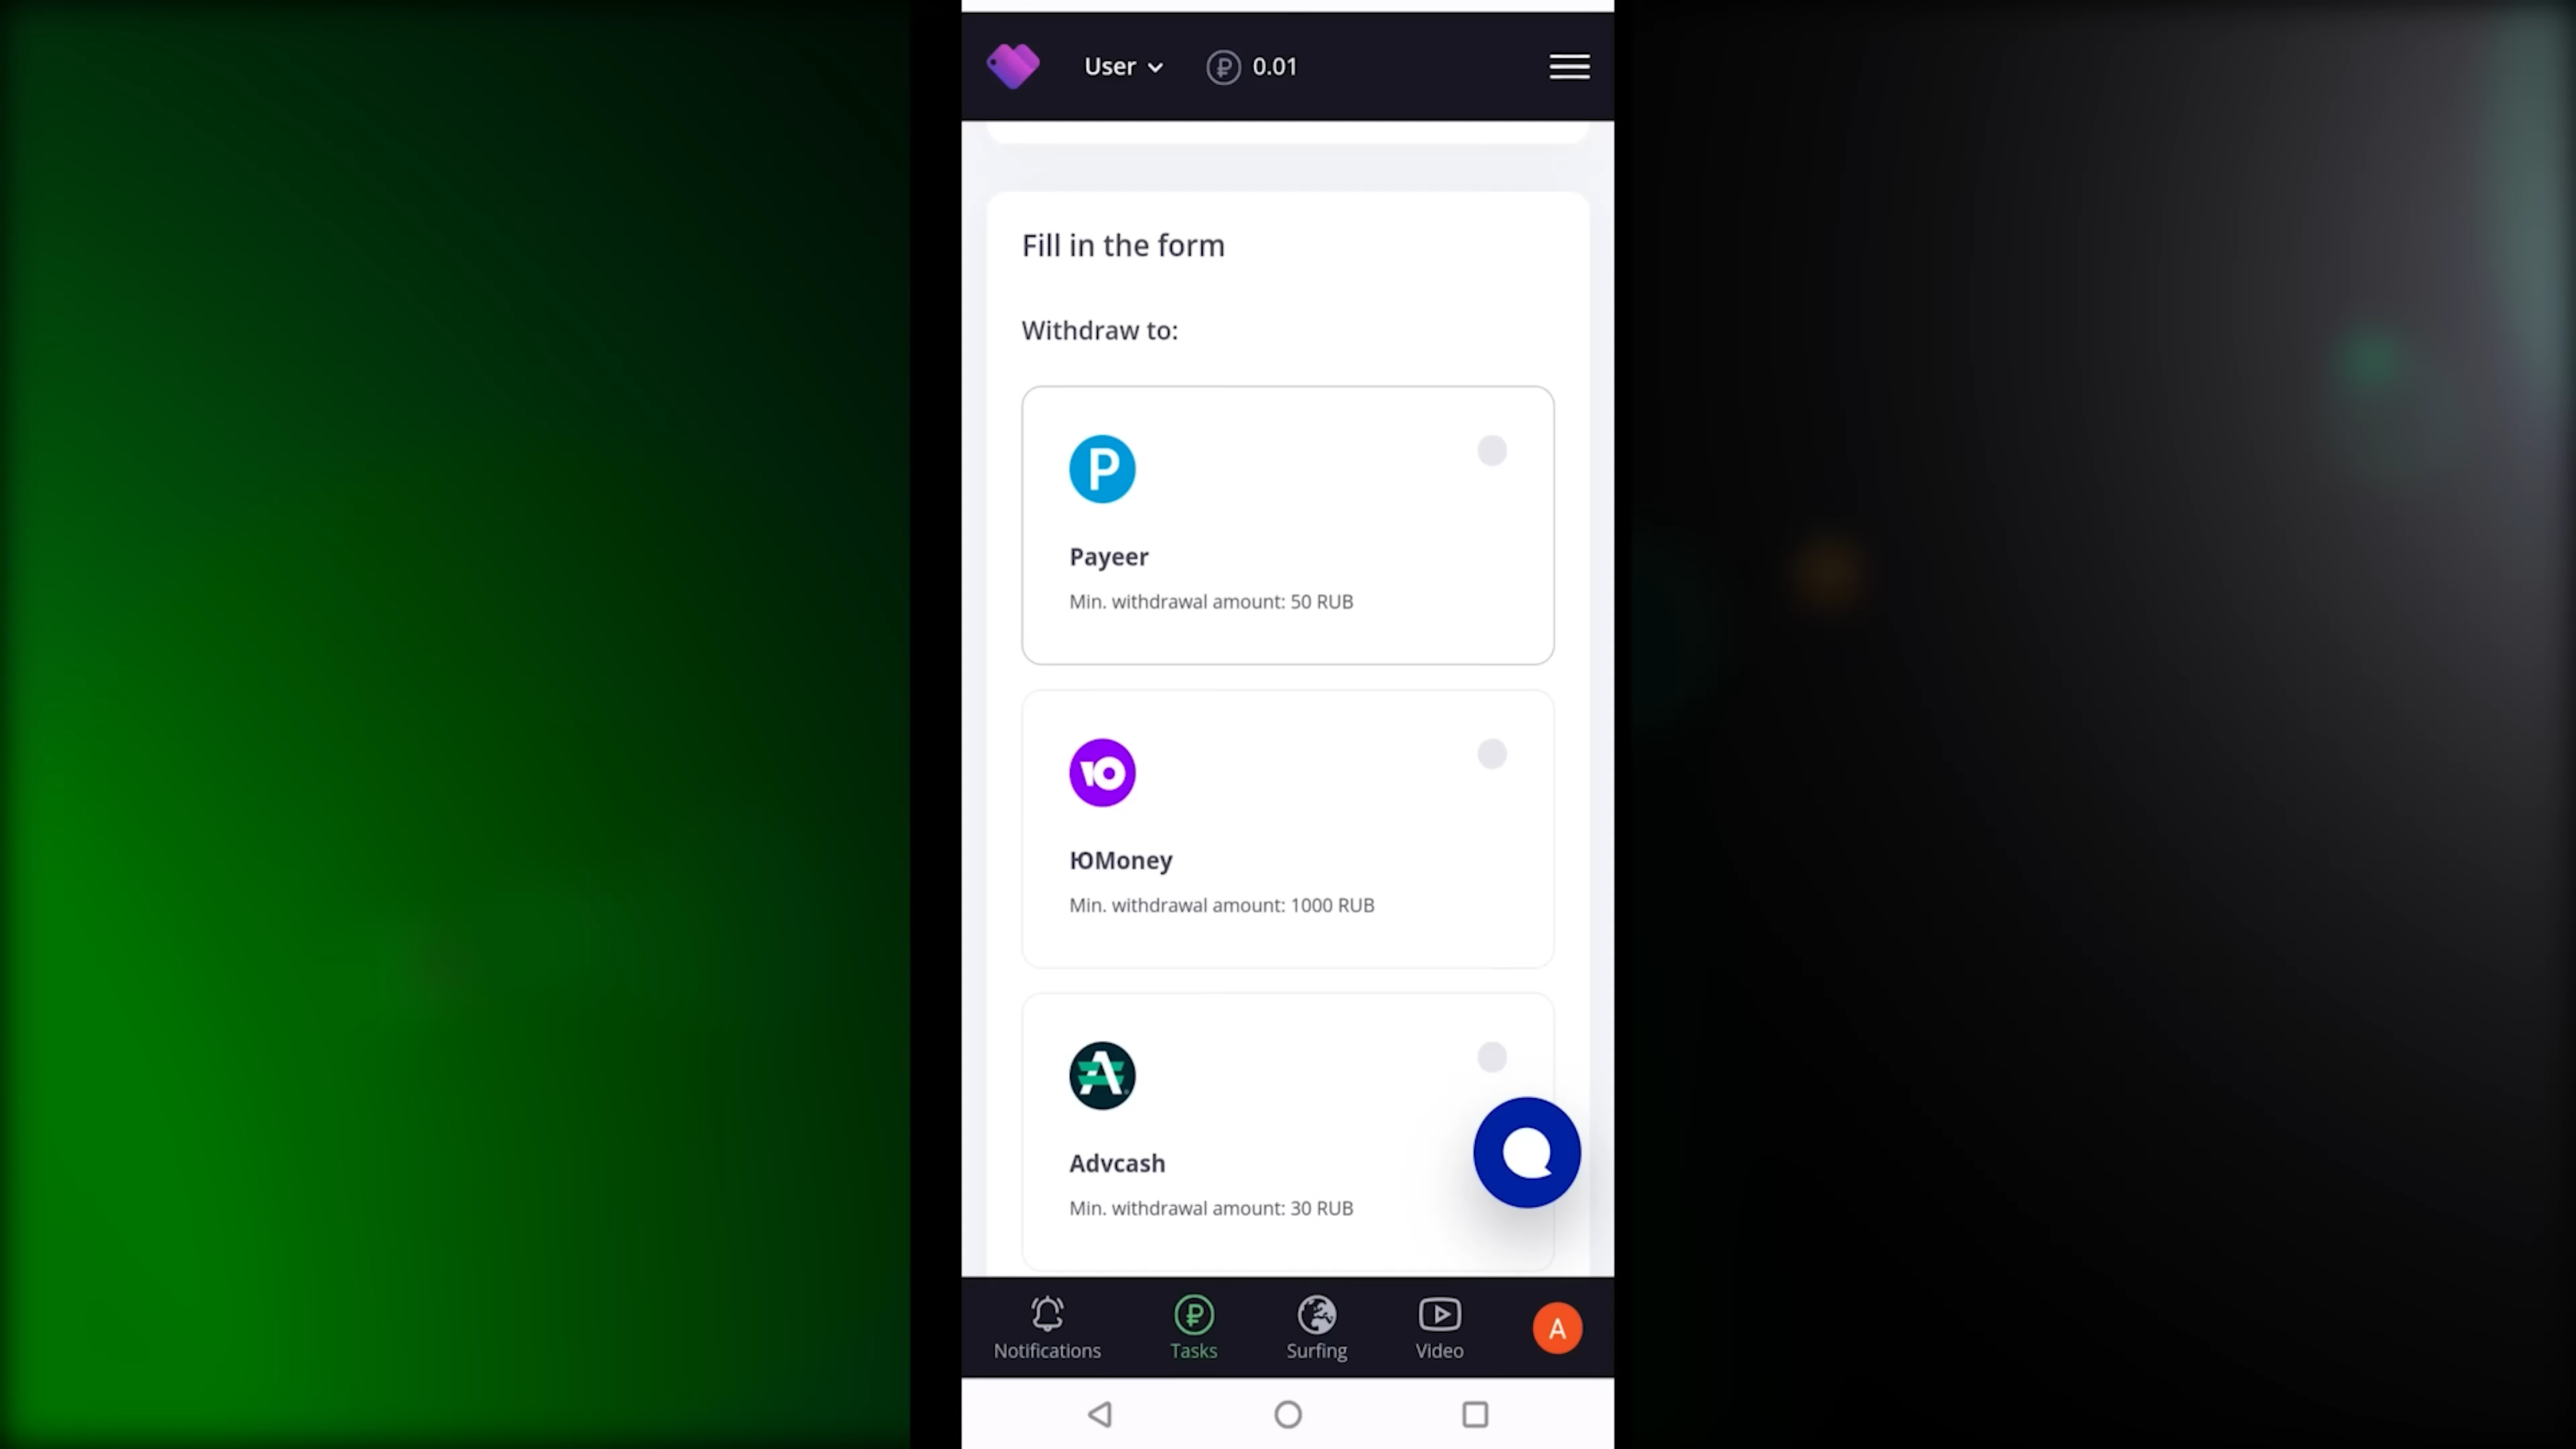 User 0.01
Fill in the form
Withdraw to:
P
Payeer
Min. withdrawal amount: 50 RUB
Ю
ЮMoney
Min. withdrawal amount: 1000 RUB
Advcash
Min. withdrawal amount: 30 RUB
Notifications Tasks Surfing Video A